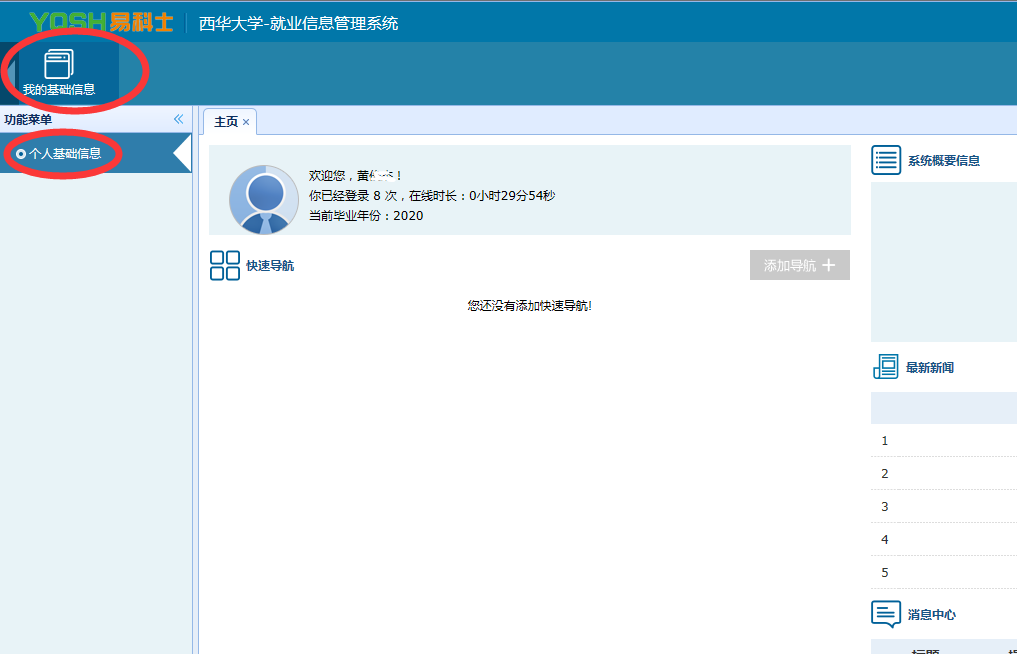 YOSH易科士 西华大学-就业信息管理系统
我的基础信息
功能菜单
主页
个人基础信息
欢迎您，黄！
你已经登录 8 次，在线时长：0小时29分54秒
当前毕业年份：2020
快速导航
添加导航
您还没有添加快速导航!
系统概要信息
最新新闻
1
2
3
4
5
消息中心
标题